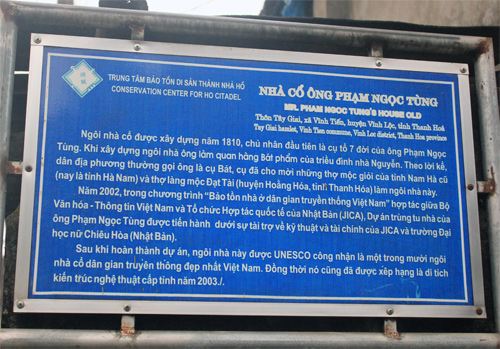 TRUNG TÂM BẢO TỒN DI SẢN THÀNH NHÀ HỒ
CONSERVATION CENTER FOR HO CITADEL
NHÀ CỔ ÔNG PHẠM NGỌC TÙNG
MR. PHAM NGOC TUNG'S HOUSE OLD
Thôn Tây Giai, xã Vĩnh Tiến, huyện Vĩnh Lộc, tỉnh Thanh Hoá
Tay Giai hamlet, Vinh Tien commune, Vinh Loc district, Thanh Hoa province
Ngôi nhà cổ được xây dựng năm 1810, chủ nhân đầu tiên là cụ tổ 7 đời của ông Phạm Ngọc
Tùng. Khi xây dựng ngôi nhà ông làm quan hàng Bát phẩm của triều đình nhà Nguyễn. Theo lời kể,
dân địa phương thường gọi ông là cụ Bát, cụ đã cho mời những thợ mộc giỏi của tỉnh Nam Hà cũ
(nay là tỉnh Hà Nam) và thợ làng mộc Đạt Tài (huyện Hoằng Hóa, tỉnh Thanh Hóa) làm ngôi nhà này.
Năm 2002, trong chương trình "Bảo tồn nhà ở dân gian truyền thống Việt Nam" hợp tác giữa Bộ
Văn hóa - Thông tin Việt Nam và Tổ chức Hợp tác quốc tế của Nhật Bản (JICA), Dự án trùng tu nhà của
ông Phạm Ngọc Tùng được tiến hành dưới sự tài trợ về kỹ thuật và tài chính của JICA và trường Đại
học nữ Chiêu Hòa (Nhật Bản).
Sau khi hoàn thành dự án, ngôi nhà này được UNESCO công nhận là một trong mười ngôi
nhà cổ dân gian truyền thống đẹp nhất Việt Nam. Đồng thời nó cũng đã được xếp hạng là di tích
kiến trúc nghệ thuật cấp tỉnh năm 2003./.